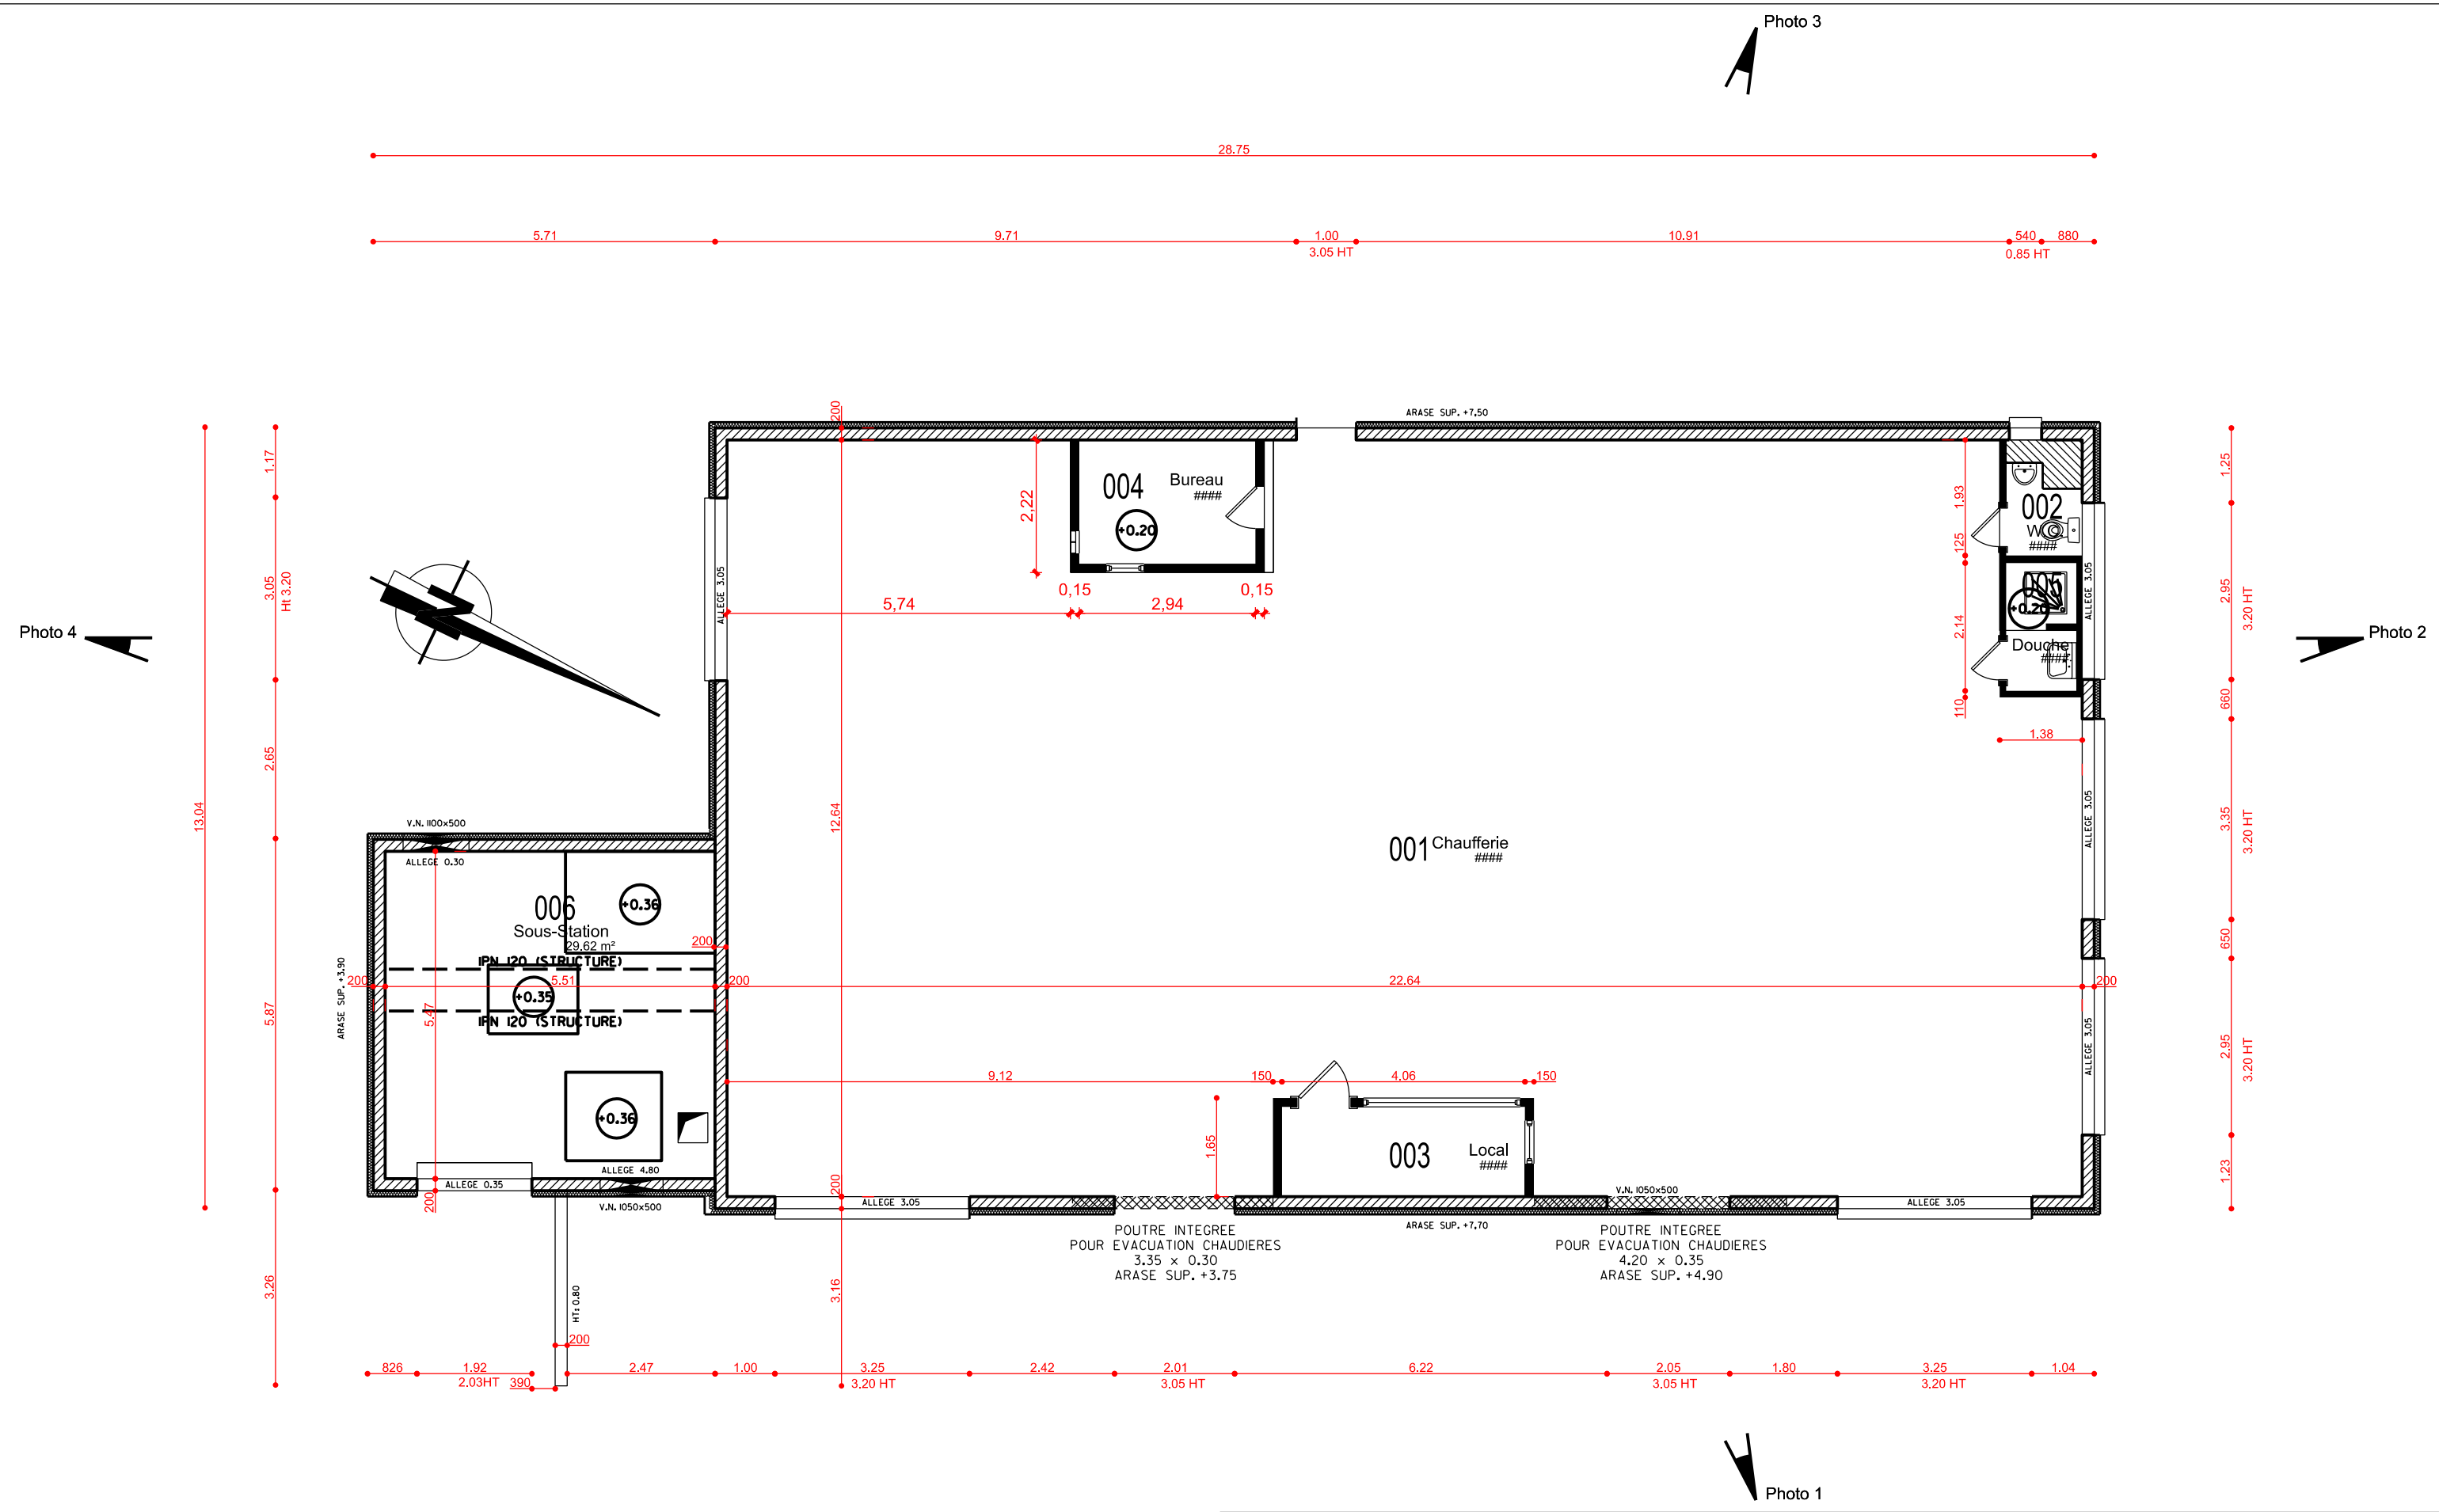 Photo 3
28.75
5.71
9.71
1.00
10.91
540
880
3.05 HT
0.85 HT
ARASE SUP. +7.50
200
1.17
3.05
Ht 3.20
2.65
13.04
5.87
3.26
004
Bureau
####
+0.20
2,22
0,15
0,15
5,74
2,94
ALLEGE 3.05
1.93
125
2.14
110
1.38
002
W.C.
####
005
+0.20
Douche
####
ALLEGE 3.05
1.25
2.95
3.20 HT
660
3.35
3.20 HT
650
2.95
3.20 HT
1.23
Photo 4
Photo 2
12.64
001
Chaufferie
####
ALLEGE 3.05
V.N. 1100x500
ALLEGE 0.30
006
Sous-Station
29.62 m²
+0.36
200
IPN 120 (STRUCTURE)
200
5.51
200
22.64
200
+0.35
5.47
IPN 120 (STRUCTURE)
ARASE SUP. +3.90
ALLEGE 3.05
9.12
150
4.06
150
+0.36
1.65
003
Local
####
ALLEGE 4.80
ALLEGE 0.35
200
200
V.N. 1050x500
ALLEGE 3.05
V.N. 1050x500
ALLEGE 3.05
ARASE SUP. +7.70
POUTRE INTEGREE
POUR EVACUATION CHAUDIERES
3.35 x 0.30
ARASE SUP. +3.75
POUTRE INTEGREE
POUR EVACUATION CHAUDIERES
4.20 x 0.35
ARASE SUP. +4.90
3.16
HT: 0.80
200
826
1.92
2.03HT
390
2.47
1.00
3.25
3.20 HT
2.42
2.01
3.05 HT
6.22
2.05
3.05 HT
1.80
3.25
3.20 HT
1.04
Photo 1